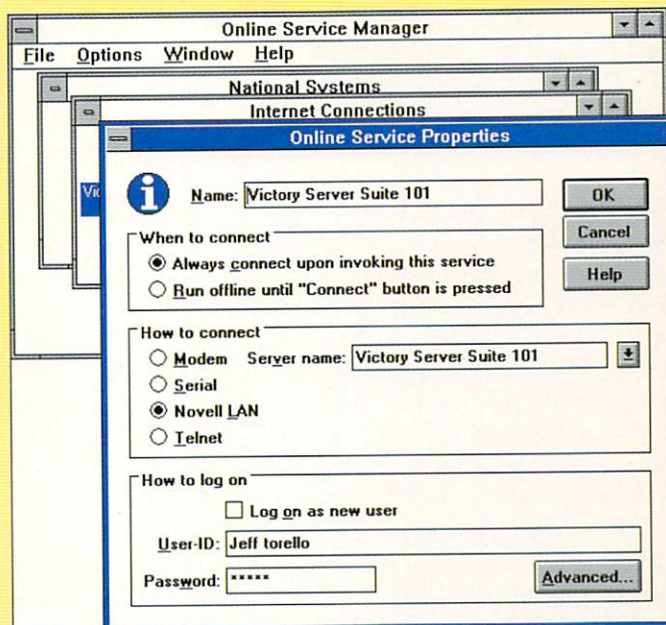 Online Service Manager
File Options Window Help
National Systems
Internet Connections
Online Service Properties
Vic
Name: Victory Server Suite 101
OK
Cancel
Help
When to connect
Always connect upon invoking this service
Run offline until "Connect" button is pressed
How to connect
Modem Server name: Victory Server Suite 101
Serial
Novell LAN
Telnet
How to log on
Log on as new user
User-ID: Jeff torello
Password: *****
Advanced...